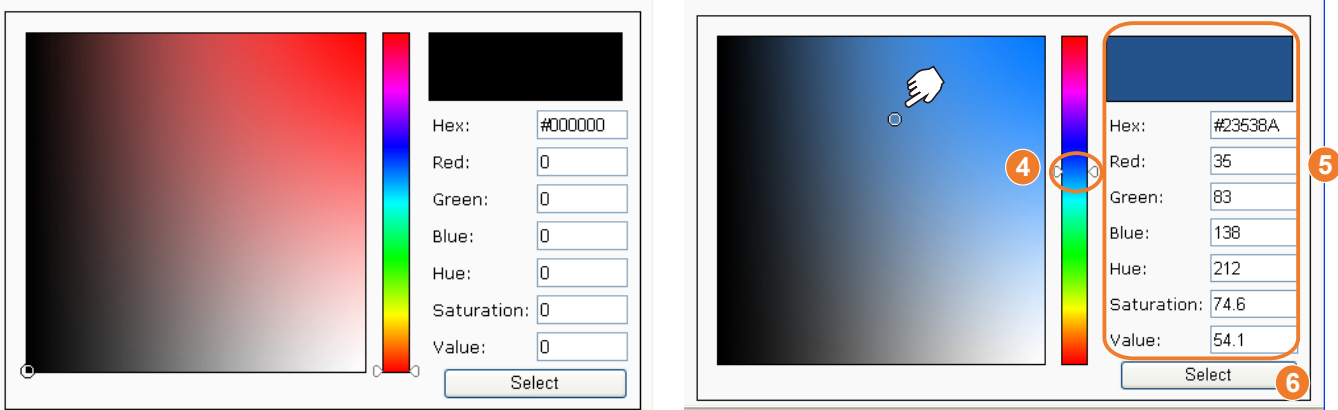 Hex: #000000
Red: 0
Green: 0
Blue: 0
Hue: 0
Saturation: 0
Value: 0
Select
Hex: #23538A
4
Red: 35
5
Green: 83
Blue: 138
Hue: 212
Saturation: 74.6
Value: 54.1
Select
6